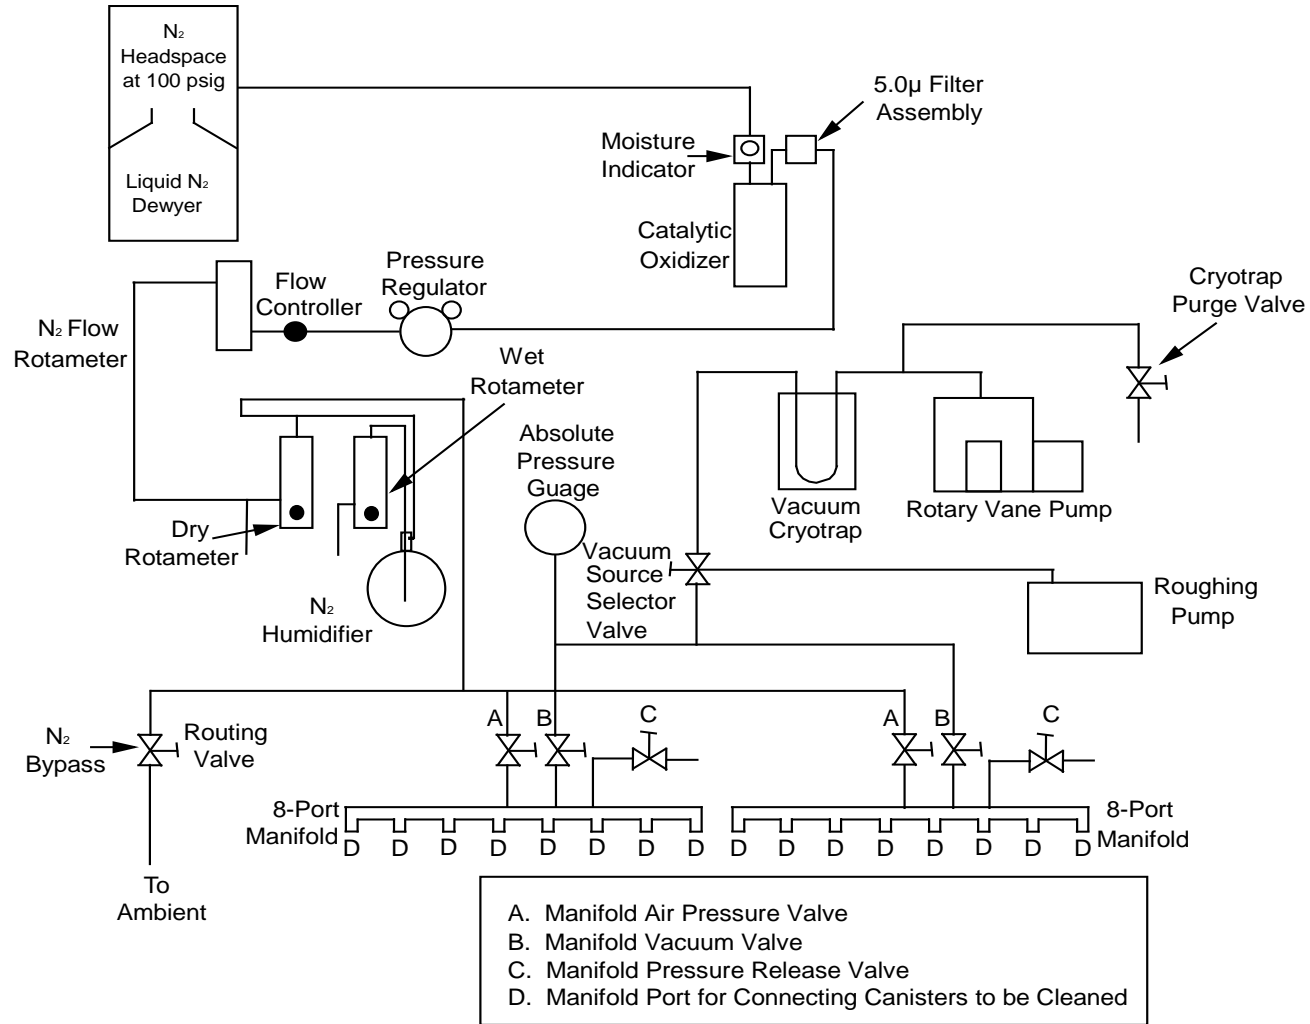 N₂
Headspace
at 100 psig
Liquid N₂
Dewyer
5.0µ Filter
Assembly
Moisture
Indicator
Catalytic
Oxidizer
Pressure
Regulator
Flow
Controller
N₂ Flow
Rotameter
Cryotrap
Purge Valve
Wet
Rotameter
Absolute
Pressure
Guage
Vacuum
Cryotrap
Rotary Vane Pump
Dry
Rotameter
N₂
Humidifier
Vacuum
Source
Selector
Valve
Roughing
Pump
N₂
Bypass
Routing
Valve
A
B
C
A
B
C
8-Port
Manifold
D D D D D D D D
D D D D D D D D
8-Port
Manifold
To
Ambient
A. Manifold Air Pressure Valve
B. Manifold Vacuum Valve
C. Manifold Pressure Release Valve
D. Manifold Port for Connecting Canisters to be Cleaned